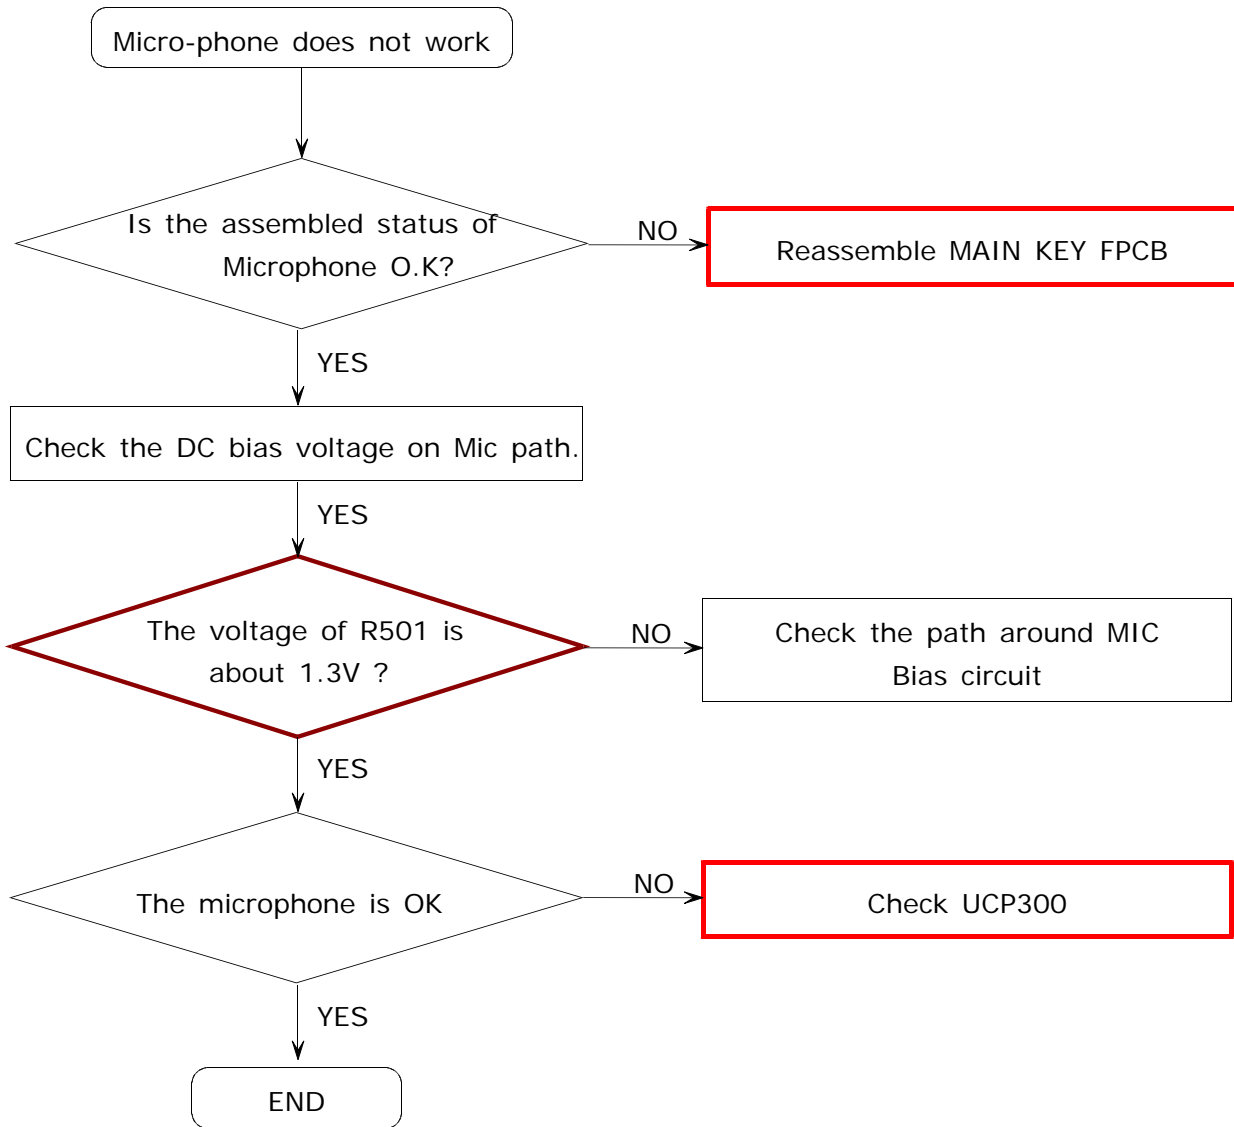 Micro-phone does not work
Is the assembled status of
Microphone O.K?
NO
Reassemble MAIN KEY FPCB
YES
Check the DC bias voltage on Mic path.
YES
The voltage of R501 is
about 1.3V ?
NO
Check the path around MIC
Bias circuit
YES
The microphone is OK
NO
Check UCP300
YES
END